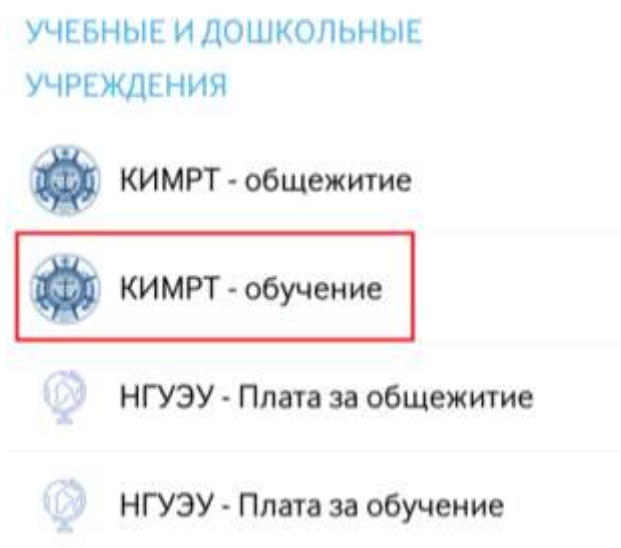 УЧЕБНЫЕ И ДОШКОЛЬНЫЕ
УЧРЕЖДЕНИЯ
КИМРТ - общежитие
КИМРТ - обучение
НГУЭУ - Плата за общежитие
НГУЭУ - Плата за обучение